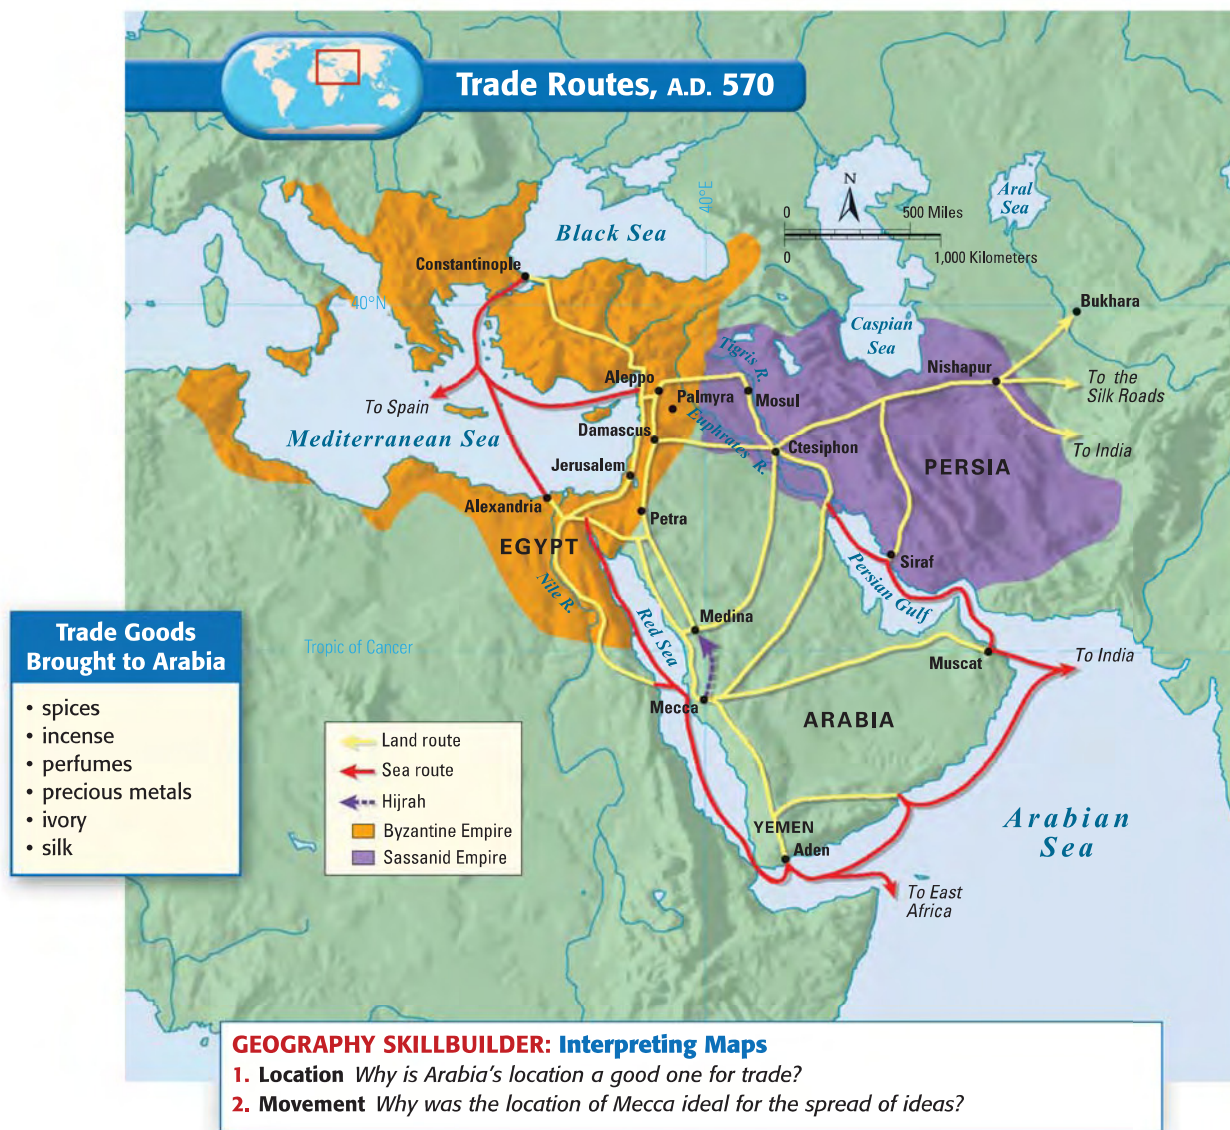 Trade Routes, A.D. 570
N
0 500 Miles
0 1,000 Kilometers
40°E
40°N
Aral
Sea
Black Sea
Constantinople
Caspian
Sea
Bukhara
Nishapur
To the
Silk Roads
To India
Tigris R.
Aleppo
Palmyra
Mosul
To Spain
Mediterranean Sea
Damascus
Euphrates R.
Ctesiphon
PERSIA
Jerusalem
Alexandria
Petra
EGYPT
Siraf
Nile R.
Persian Gulf
Red Sea
Medina
Tropic of Cancer
Muscat
To India
Mecca
ARABIA
YEMEN
Aden
Arabian
Sea
To East
Africa
Trade Goods
Brought to Arabia
• spices
• incense
• perfumes
• precious metals
• ivory
• silk
Land route
Sea route
Hijrah
Byzantine Empire
Sassanid Empire
GEOGRAPHY SKILLBUILDER: Interpreting Maps
1. Location Why is Arabia's location a good one for trade?
2. Movement Why was the location of Mecca ideal for the spread of ideas?